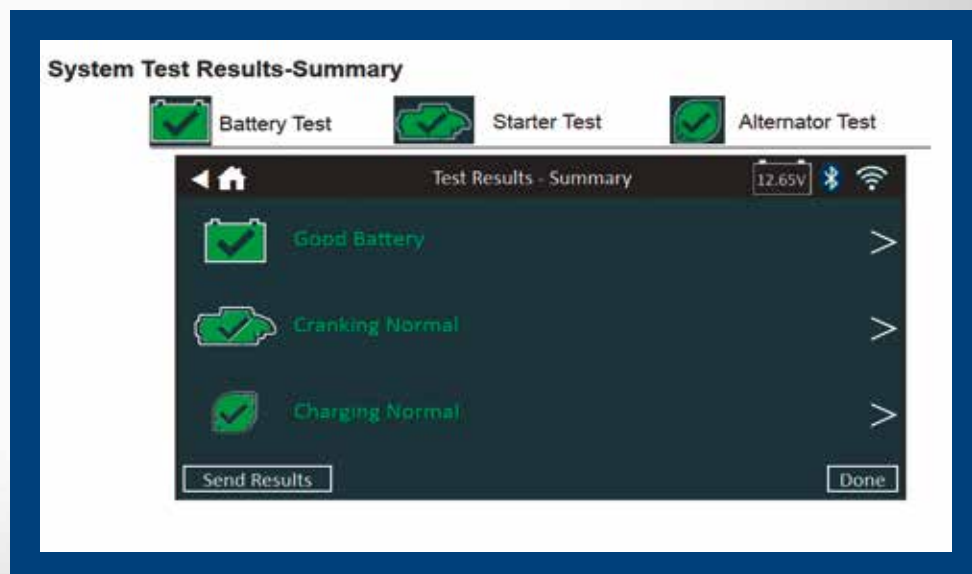 System Test Results-Summary
Battery Test Starter Test Alternator Test
Test Results - Summary 12.65V
Good Battery >
Cranking Normal >
Charging Normal >
Send Results Done